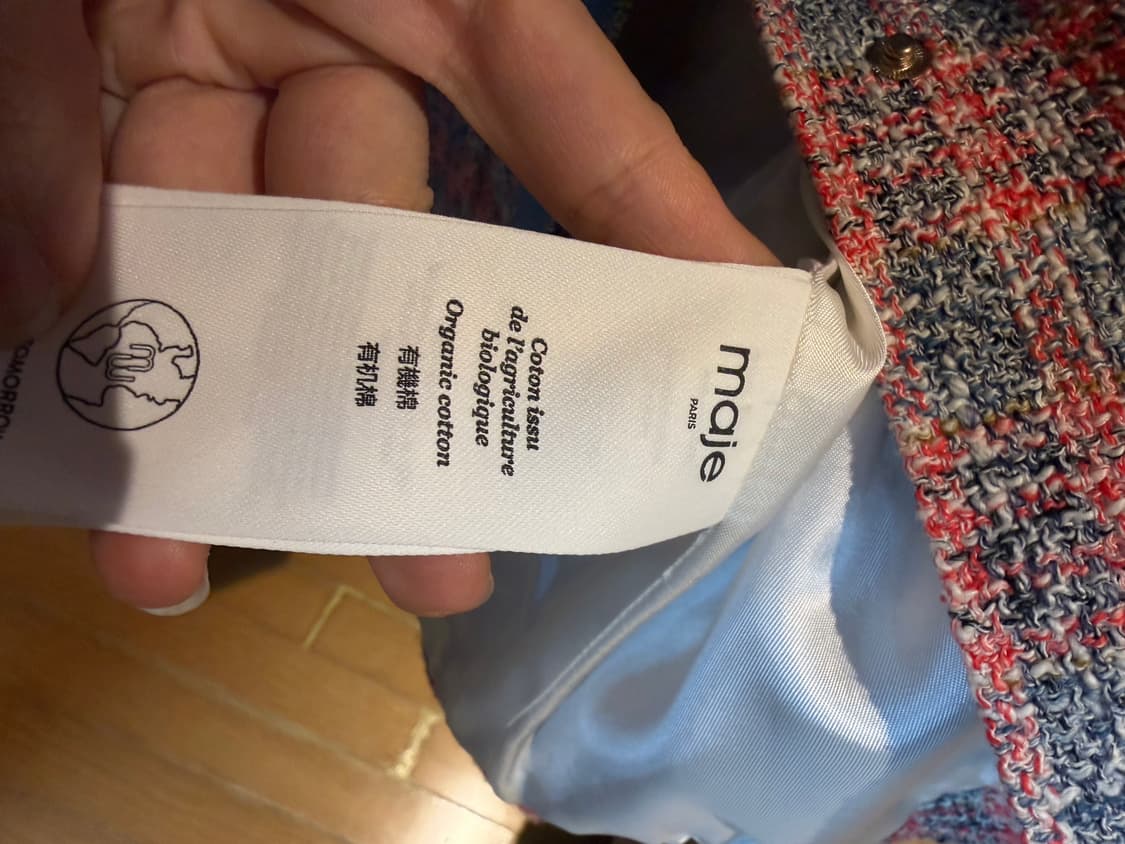 maje
PARIS
Coton issu
de l'agriculture
biologique
Organic cotton
有機棉
有机棉